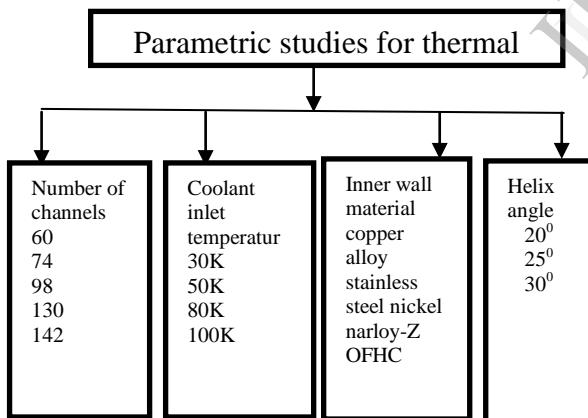 Parametric studies for thermal
Number of
channels
60
74
98
130
142
Coolant
inlet
temperatur
30K
50K
80K
100K
Inner wall
material
copper
alloy
stainless
steel nickel
narloy-Z
OFHC
Helix
angle
20⁰
25⁰
30⁰